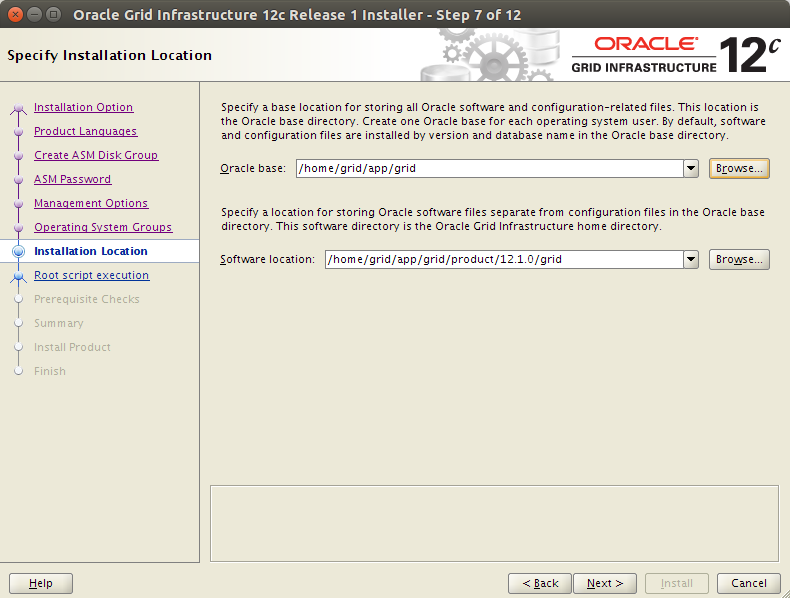 Oracle Grid Infrastructure 12c Release 1 Installer - Step 7 of 12
Specify Installation Location
ORACLE
GRID INFRASTRUCTURE
12c
Installation Option
Product Languages
Create ASM Disk Group
ASM Password
Management Options
Operating System Groups
Installation Location
Root script execution
Prerequisite Checks
Summary
Install Product
Finish
Specify a base location for storing all Oracle software and configuration-related files. This location is
the Oracle base directory. Create one Oracle base for each operating system user. By default, software
and configuration files are installed by version and database name in the Oracle base directory.
Oracle base: /home/grid/app/grid Browse...
Specify a location for storing Oracle software files separate from configuration files in the Oracle base
directory. This software directory is the Oracle Grid Infrastructure home directory.
Software location: /home/grid/app/grid/product/12.1.0/grid Browse...
Help < Back Next > Install Cancel